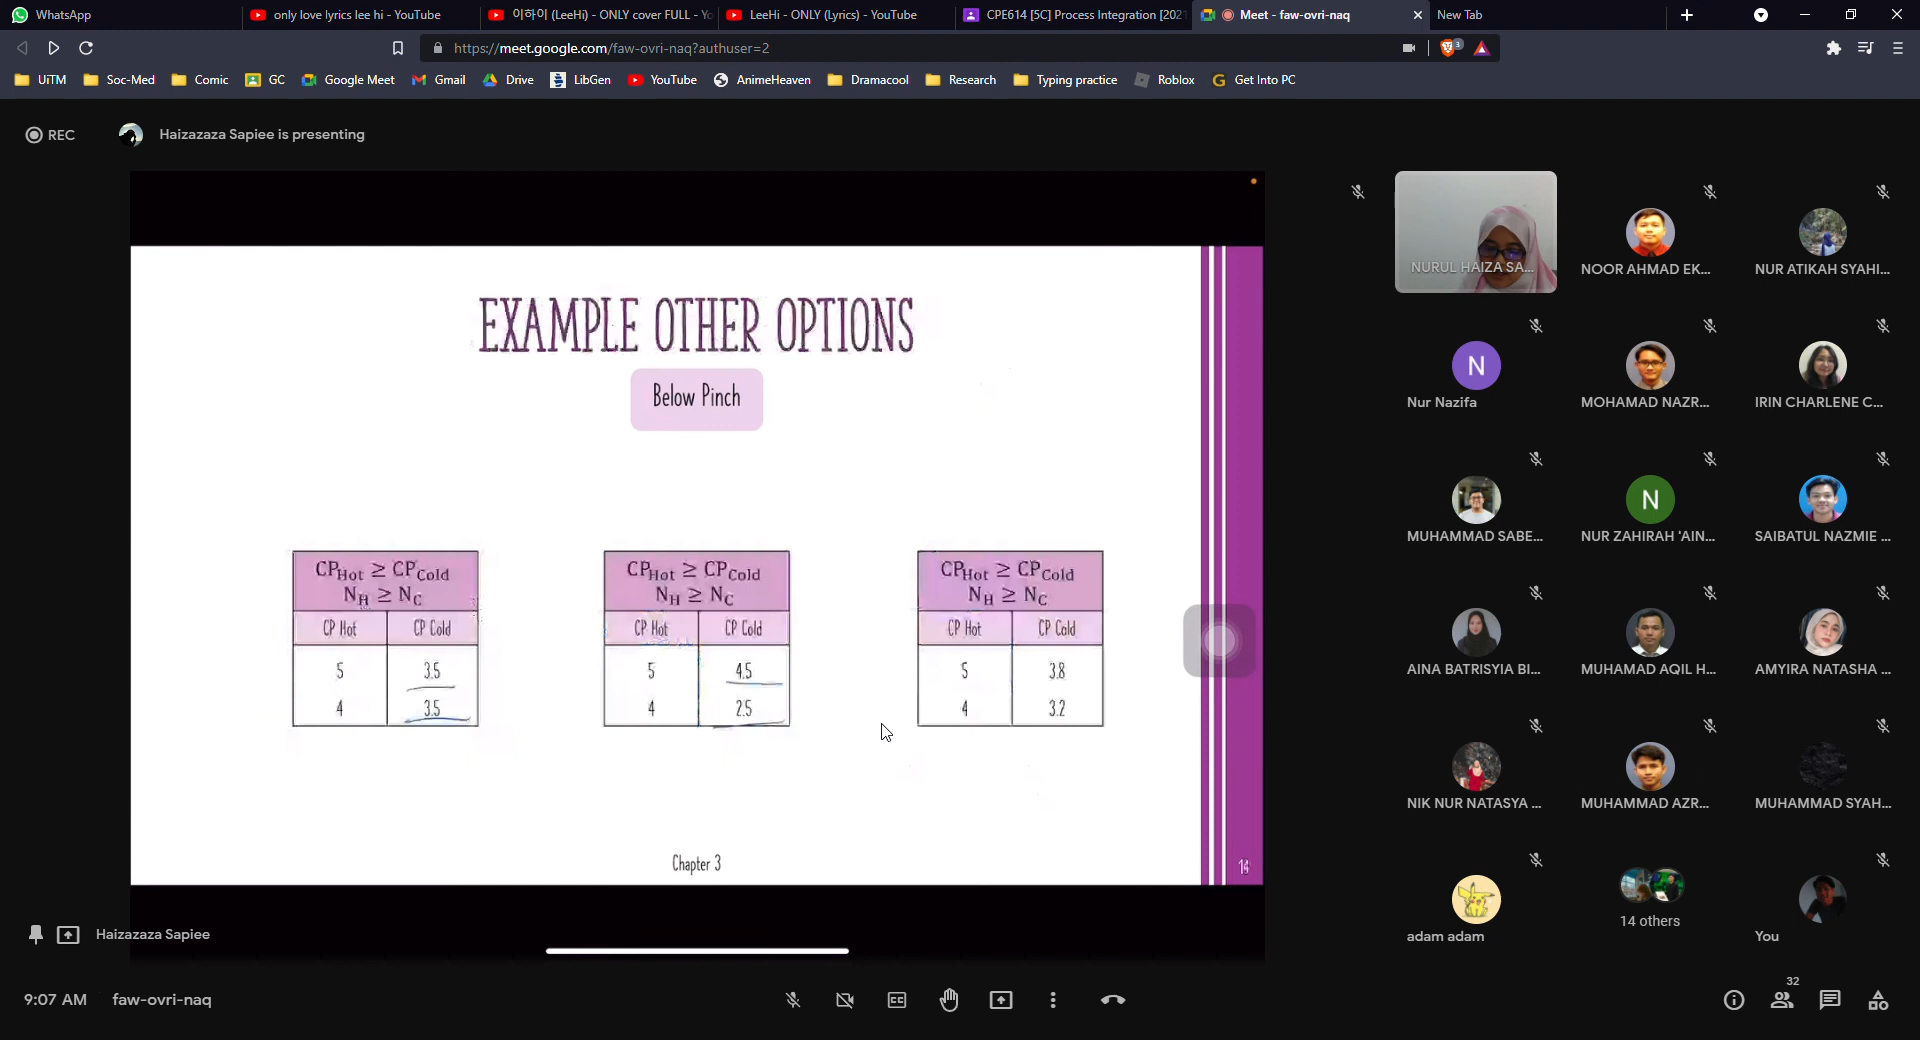 WhatsApp
only love lyrics lee hi - YouTube
이하이 (LeeHi) - ONLY cover FULL - Yo
LeeHi - ONLY (Lyrics) - YouTube
CPE614 [5C] Process Integration [2021
Meet - faw-ovri-naq
New Tab
https://meet.google.com/faw-ovri-naq?authuser=2
3
UiTM
Soc-Med
Comic
GC
Google Meet
Gmail
Drive
LibGen
YouTube
AnimeHeaven
Dramacool
Research
Typing practice
Roblox
Get Into PC
REC
Haizazaza Sapiee is presenting
EXAMPLE OTHER OPTIONS
Below Pinch
CPHot ≥ CPCold
NH ≥ NC
CP Hot CP Cold
5 3.5
4 3.5
CPHot ≥ CPCold
NH ≥ NC
CP Hot CP Cold
5 4.5
4 2.5
CPHot ≥ CPCold
NH ≥ NC
CP Hot CP Cold
5 3.8
4 3.2
Chapter 3
NURUL HAIZA SA...
NOOR AHMAD EK...
NUR ATIKAH SYAHI...
N
Nur Nazifa
MOHAMAD NAZR...
IRIN CHARLENE C...
MUHAMMAD SABE...
N
NUR ZAHIRAH 'AIN...
SAIBATUL NAZMIE ...
AINA BATRISYIA BI...
MUHAMAD AQIL H...
AMYIRA NATASHA ...
NIK NUR NATASYA ...
MUHAMMAD AZR...
MUHAMMAD SYAH...
adam adam
14 others
You
Haizazaza Sapiee
9:07 AM
faw-ovri-naq
32